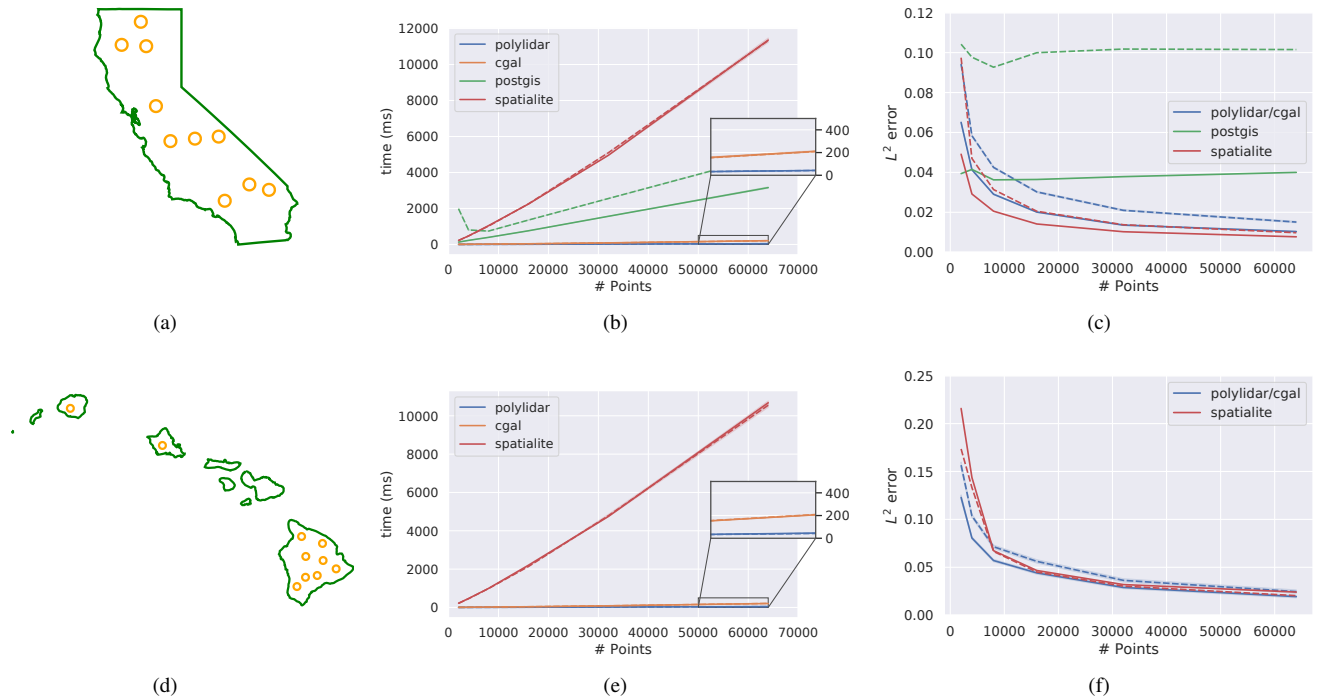 12000
10000
8000
6000
4000
2000
0
time (ms)
polylidar
cgal
postgis
spatialite
400
200
0
0 10000 20000 30000 40000 50000 60000 70000
# Points
0.12
0.10
0.08
0.06
0.04
0.02
0.00
L² error
polylidar/cgal
postgis
spatialite
0 10000 20000 30000 40000 50000 60000
# Points
(a)
(b)
(c)
10000
8000
6000
4000
2000
0
time (ms)
polylidar
cgal
spatialite
400
200
0
0 10000 20000 30000 40000 50000 60000 70000
# Points
0.25
0.20
0.15
0.10
0.05
0.00
L² error
polylidar/cgal
spatialite
0 10000 20000 30000 40000 50000 60000
# Points
(d)
(e)
(f)